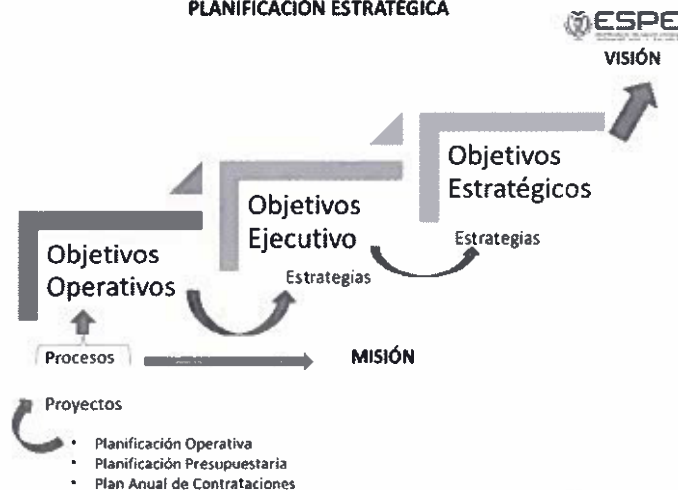 PLANIFICACIÓN ESTRATÉGICA
ESPE
VISIÓN
Objetivos
Estratégicos
Estrategias
Objetivos
Ejecutivo
Estrategias
Objetivos
Operativos
Procesos
MISIÓN
Proyectos
• Planificación Operativa
• Planificación Presupuestaria
• Plan Anual de Contrataciones